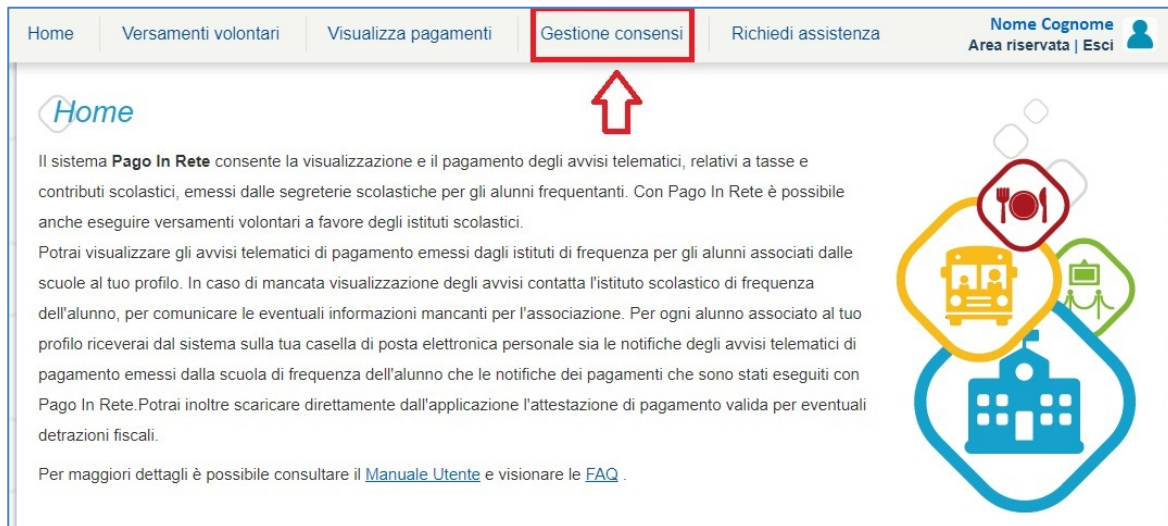 Home Versamenti volontari Visualizza pagamenti Gestione consensi Richiedi assistenza Nome Cognome
Area riservata | Esci
Home
Il sistema Pago In Rete consente la visualizzazione e il pagamento degli avvisi telematici, relativi a tasse e
contributi scolastici, emessi dalle segreterie scolastiche per gli alunni frequentanti. Con Pago In Rete è possibile
anche eseguire versamenti volontari a favore degli istituti scolastici.
Potrai visualizzare gli avvisi telematici di pagamento emessi dagli istituti di frequenza per gli alunni associati dalle
scuole al tuo profilo. In caso di mancata visualizzazione degli avvisi contatta l'istituto scolastico di frequenza
dell'alunno, per comunicare le eventuali informazioni mancanti per l'associazione. Per ogni alunno associato al tuo
profilo riceverai dal sistema sulla tua casella di posta elettronica personale sia le notifiche degli avvisi telematici di
pagamento emessi dalla scuola di frequenza dell'alunno che le notifiche dei pagamenti che sono stati eseguiti con
Pago In Rete.Potrai inoltre scaricare direttamente dall'applicazione l'attestazione di pagamento valida per eventuali
detrazioni fiscali.
Per maggiori dettagli è possibile consultare il Manuale Utente e visionare le FAQ .